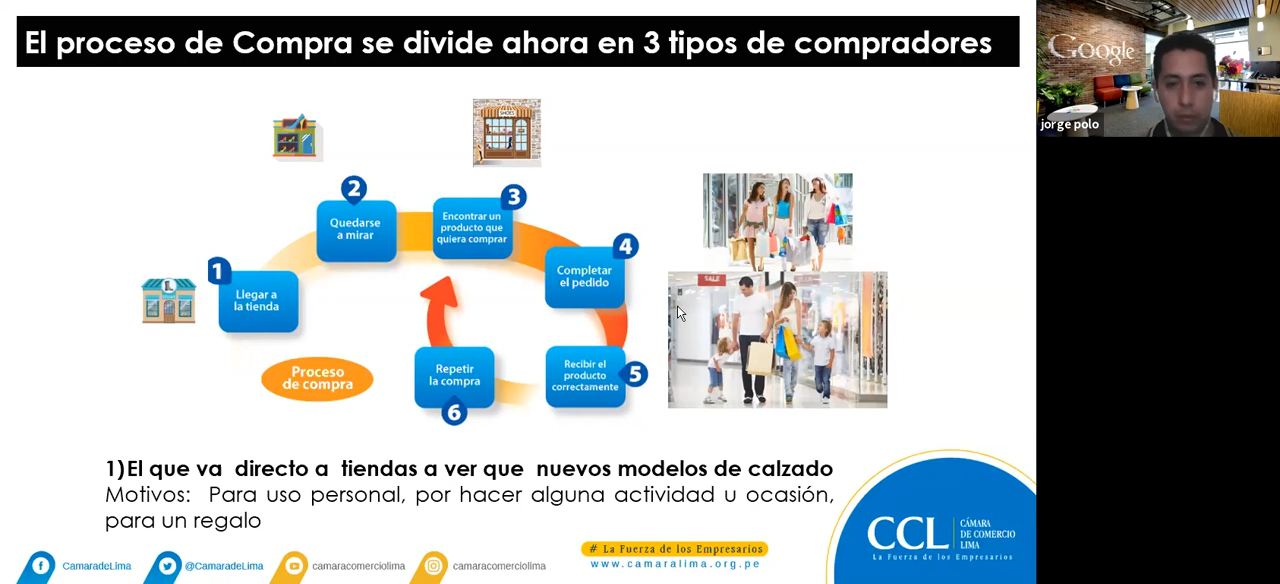 El proceso de Compra se divide ahora en 3 tipos de compradores
Google
jorge polo
SHOES
2
Quedarse
a mirar
3
Encontrar un
producto que
quiera comprar
4
Completar
el pedido
1
Llegar a
la tienda
SALE
Proceso
de compra
Repetir
la compra
6
Recibir el
producto
correctamente
5
1)El que va directo a tiendas a ver que nuevos modelos de calzado
Motivos: Para uso personal, por hacer alguna actividad u ocasión,
para un regalo
CCL
CÁMARA
DE COMERCIO
LIMA
La Fuerza de los Empresarios
CamaradeLima
@CamaradeLima
camaracomerciolima
camaracomerciolima
# La Fuerza de los Empresarios
www.camaralima.org.pe